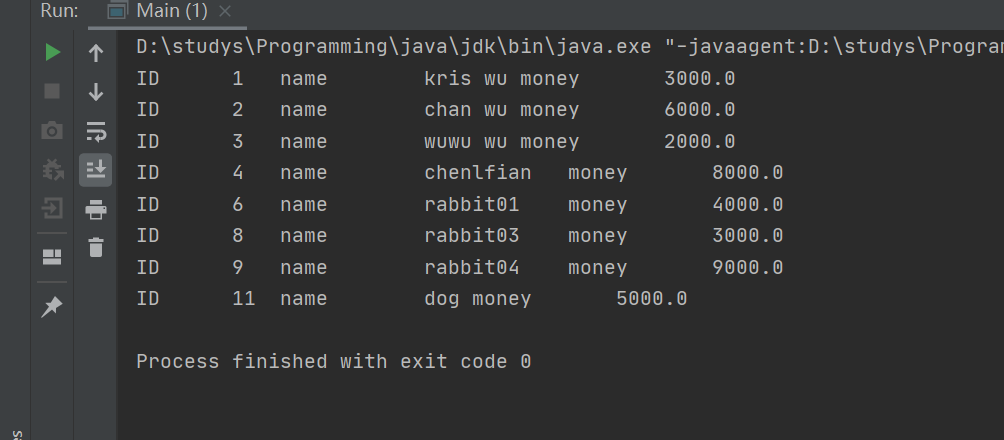 Run: Main (1)
D:\studys\Programming\java\jdk\bin\java.exe "-javaagent:D:\studys\Program
ID 1 name kris wu money 3000.0
ID 2 name chan wu money 6000.0
ID 3 name wuwu wu money 2000.0
ID 4 name chenlfian money 8000.0
ID 6 name rabbit01 money 4000.0
ID 8 name rabbit03 money 3000.0
ID 9 name rabbit04 money 9000.0
ID 11 name dog money 5000.0
Process finished with exit code 0